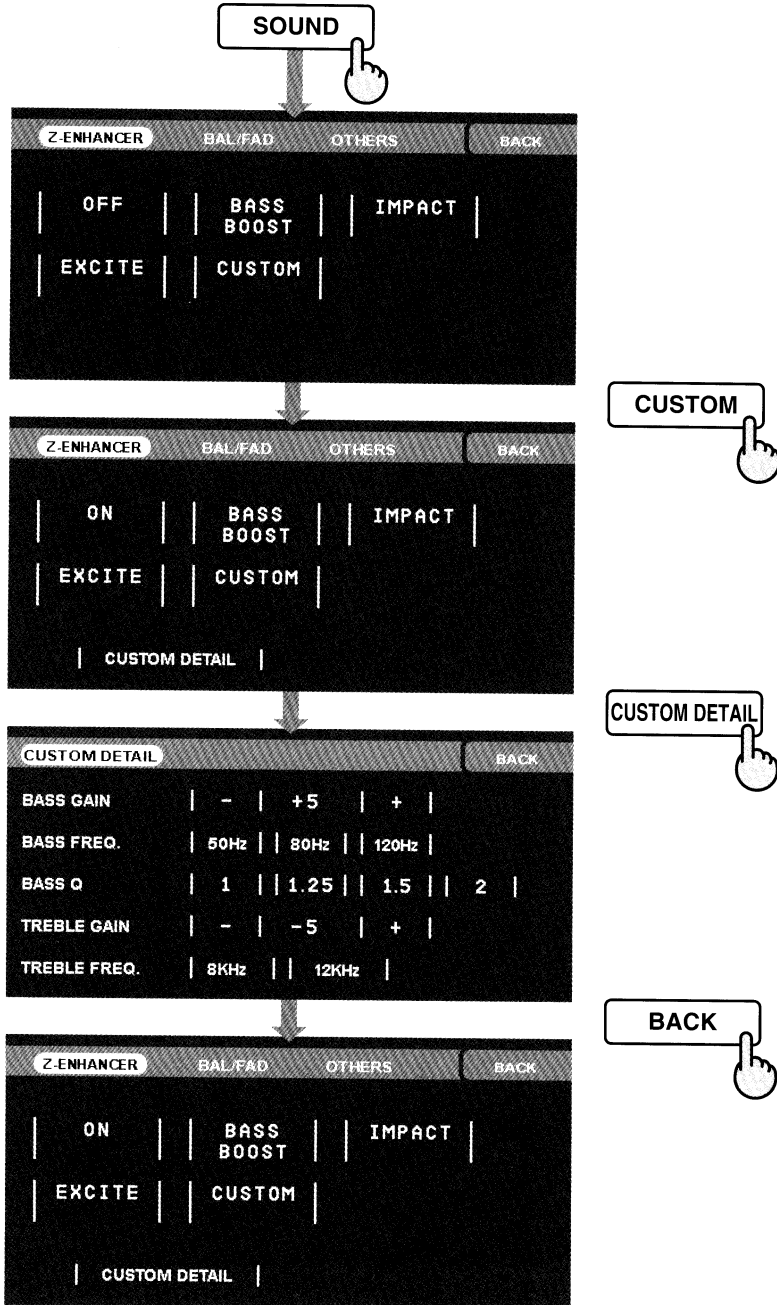 SOUND
Z-ENHANCER BAL/FAD OTHERS BACK
OFF BASS BOOST IMPACT
EXCITE CUSTOM
CUSTOM
Z-ENHANCER BAL/FAD OTHERS BACK
ON BASS BOOST IMPACT
EXCITE CUSTOM
CUSTOM DETAIL
CUSTOM DETAIL
CUSTOM DETAIL BACK
BASS GAIN - +5 +
BASS FREQ. 50Hz 80Hz 120Hz
BASS Q 1 1.25 1.5 2
TREBLE GAIN - -5 +
TREBLE FREQ. 8KHz 12KHz
BACK
Z-ENHANCER BAL/FAD OTHERS BACK
ON BASS BOOST IMPACT
EXCITE CUSTOM
CUSTOM DETAIL